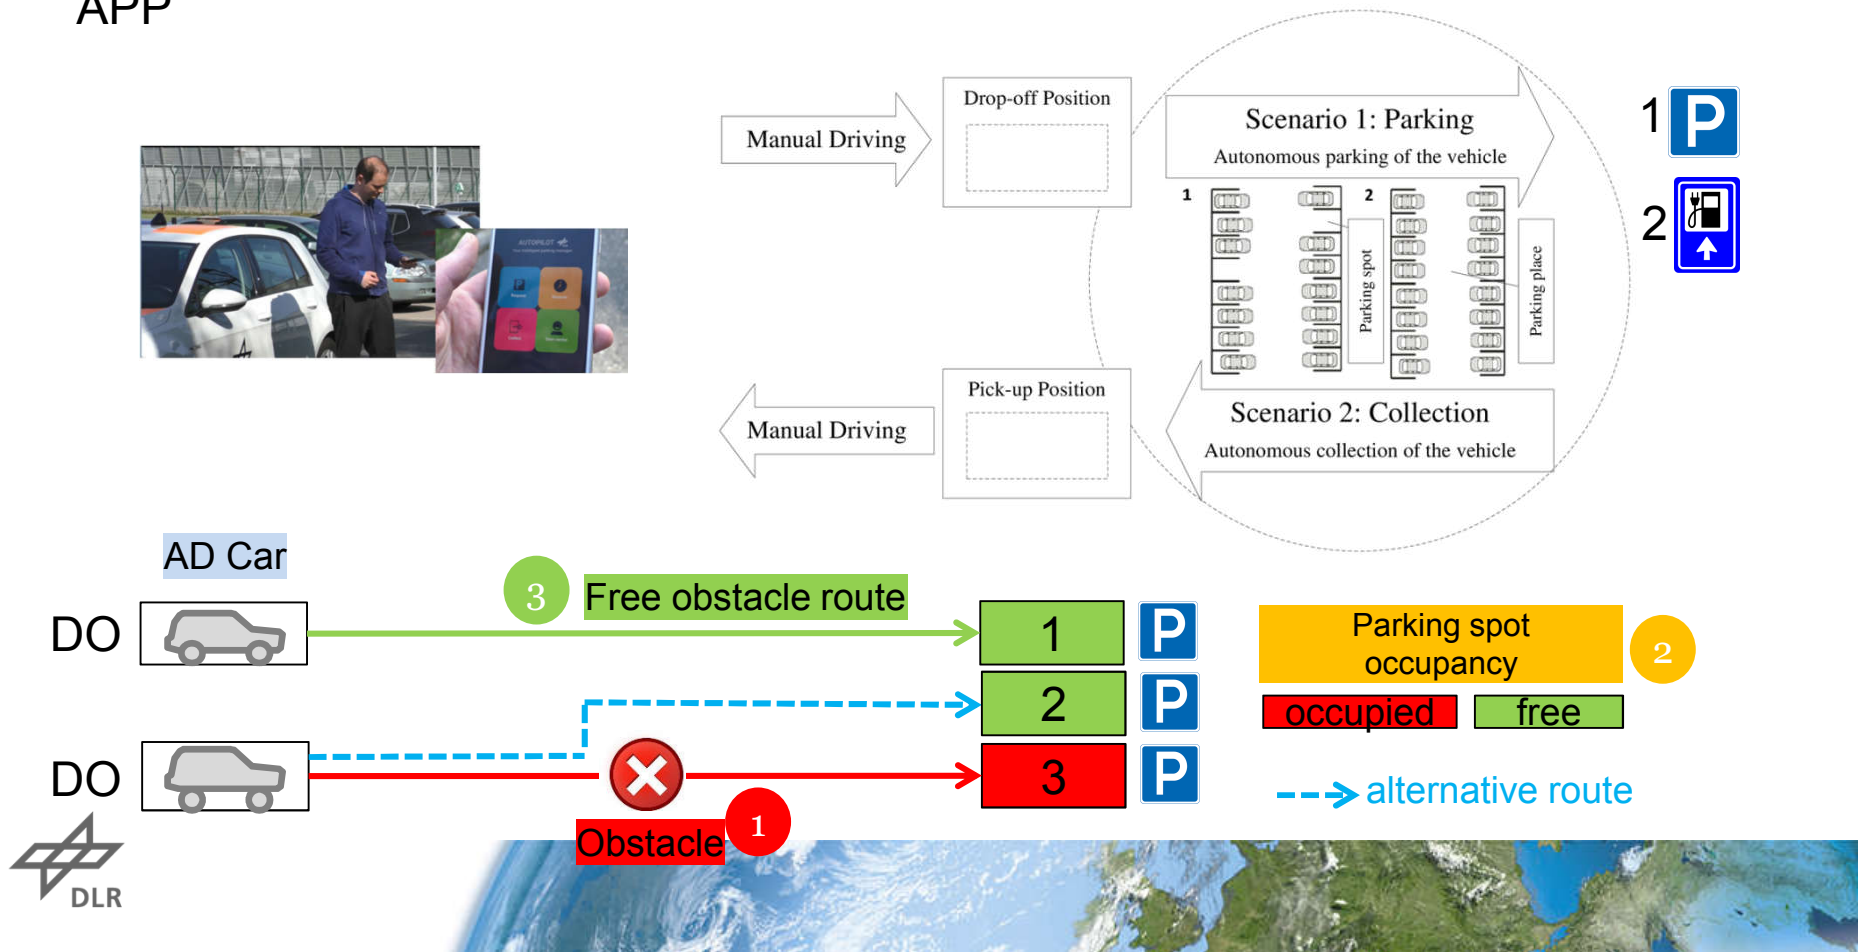 APP
Manual Driving
Drop-off Position
Scenario 1: Parking
Autonomous parking of the vehicle
1
2
Parking spot
Parking place
1 P
2
AUTOPILOT
Pick-up Position
Manual Driving
Scenario 2: Collection
Autonomous collection of the vehicle
AD Car
3
Free obstacle route
DO
1
P
Parking spot
occupancy
2
2
P
occupied
free
DO
3
P
alternative route
Obstacle
1
DLR